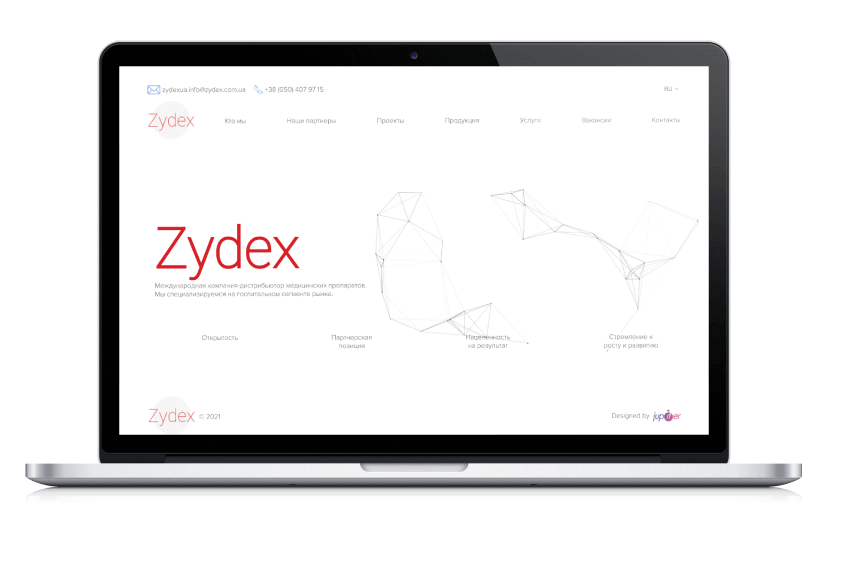 zydexua.info@zydex.com.ua +38 (050) 407 97 15 RU
Zydex Кто мы Наши партнеры Проекты Продукция Услуги Вакансии Контакты
Zydex
Международная компания-дистрибьютор медицинских препаратов.
Мы специализируемся на госпитальном сегменте рынка.
Открытость
Партнерская
позиция
Нацеленность
на результат
Стремление к
росту и развитию
Zydex © 2021
Designed by jupiter